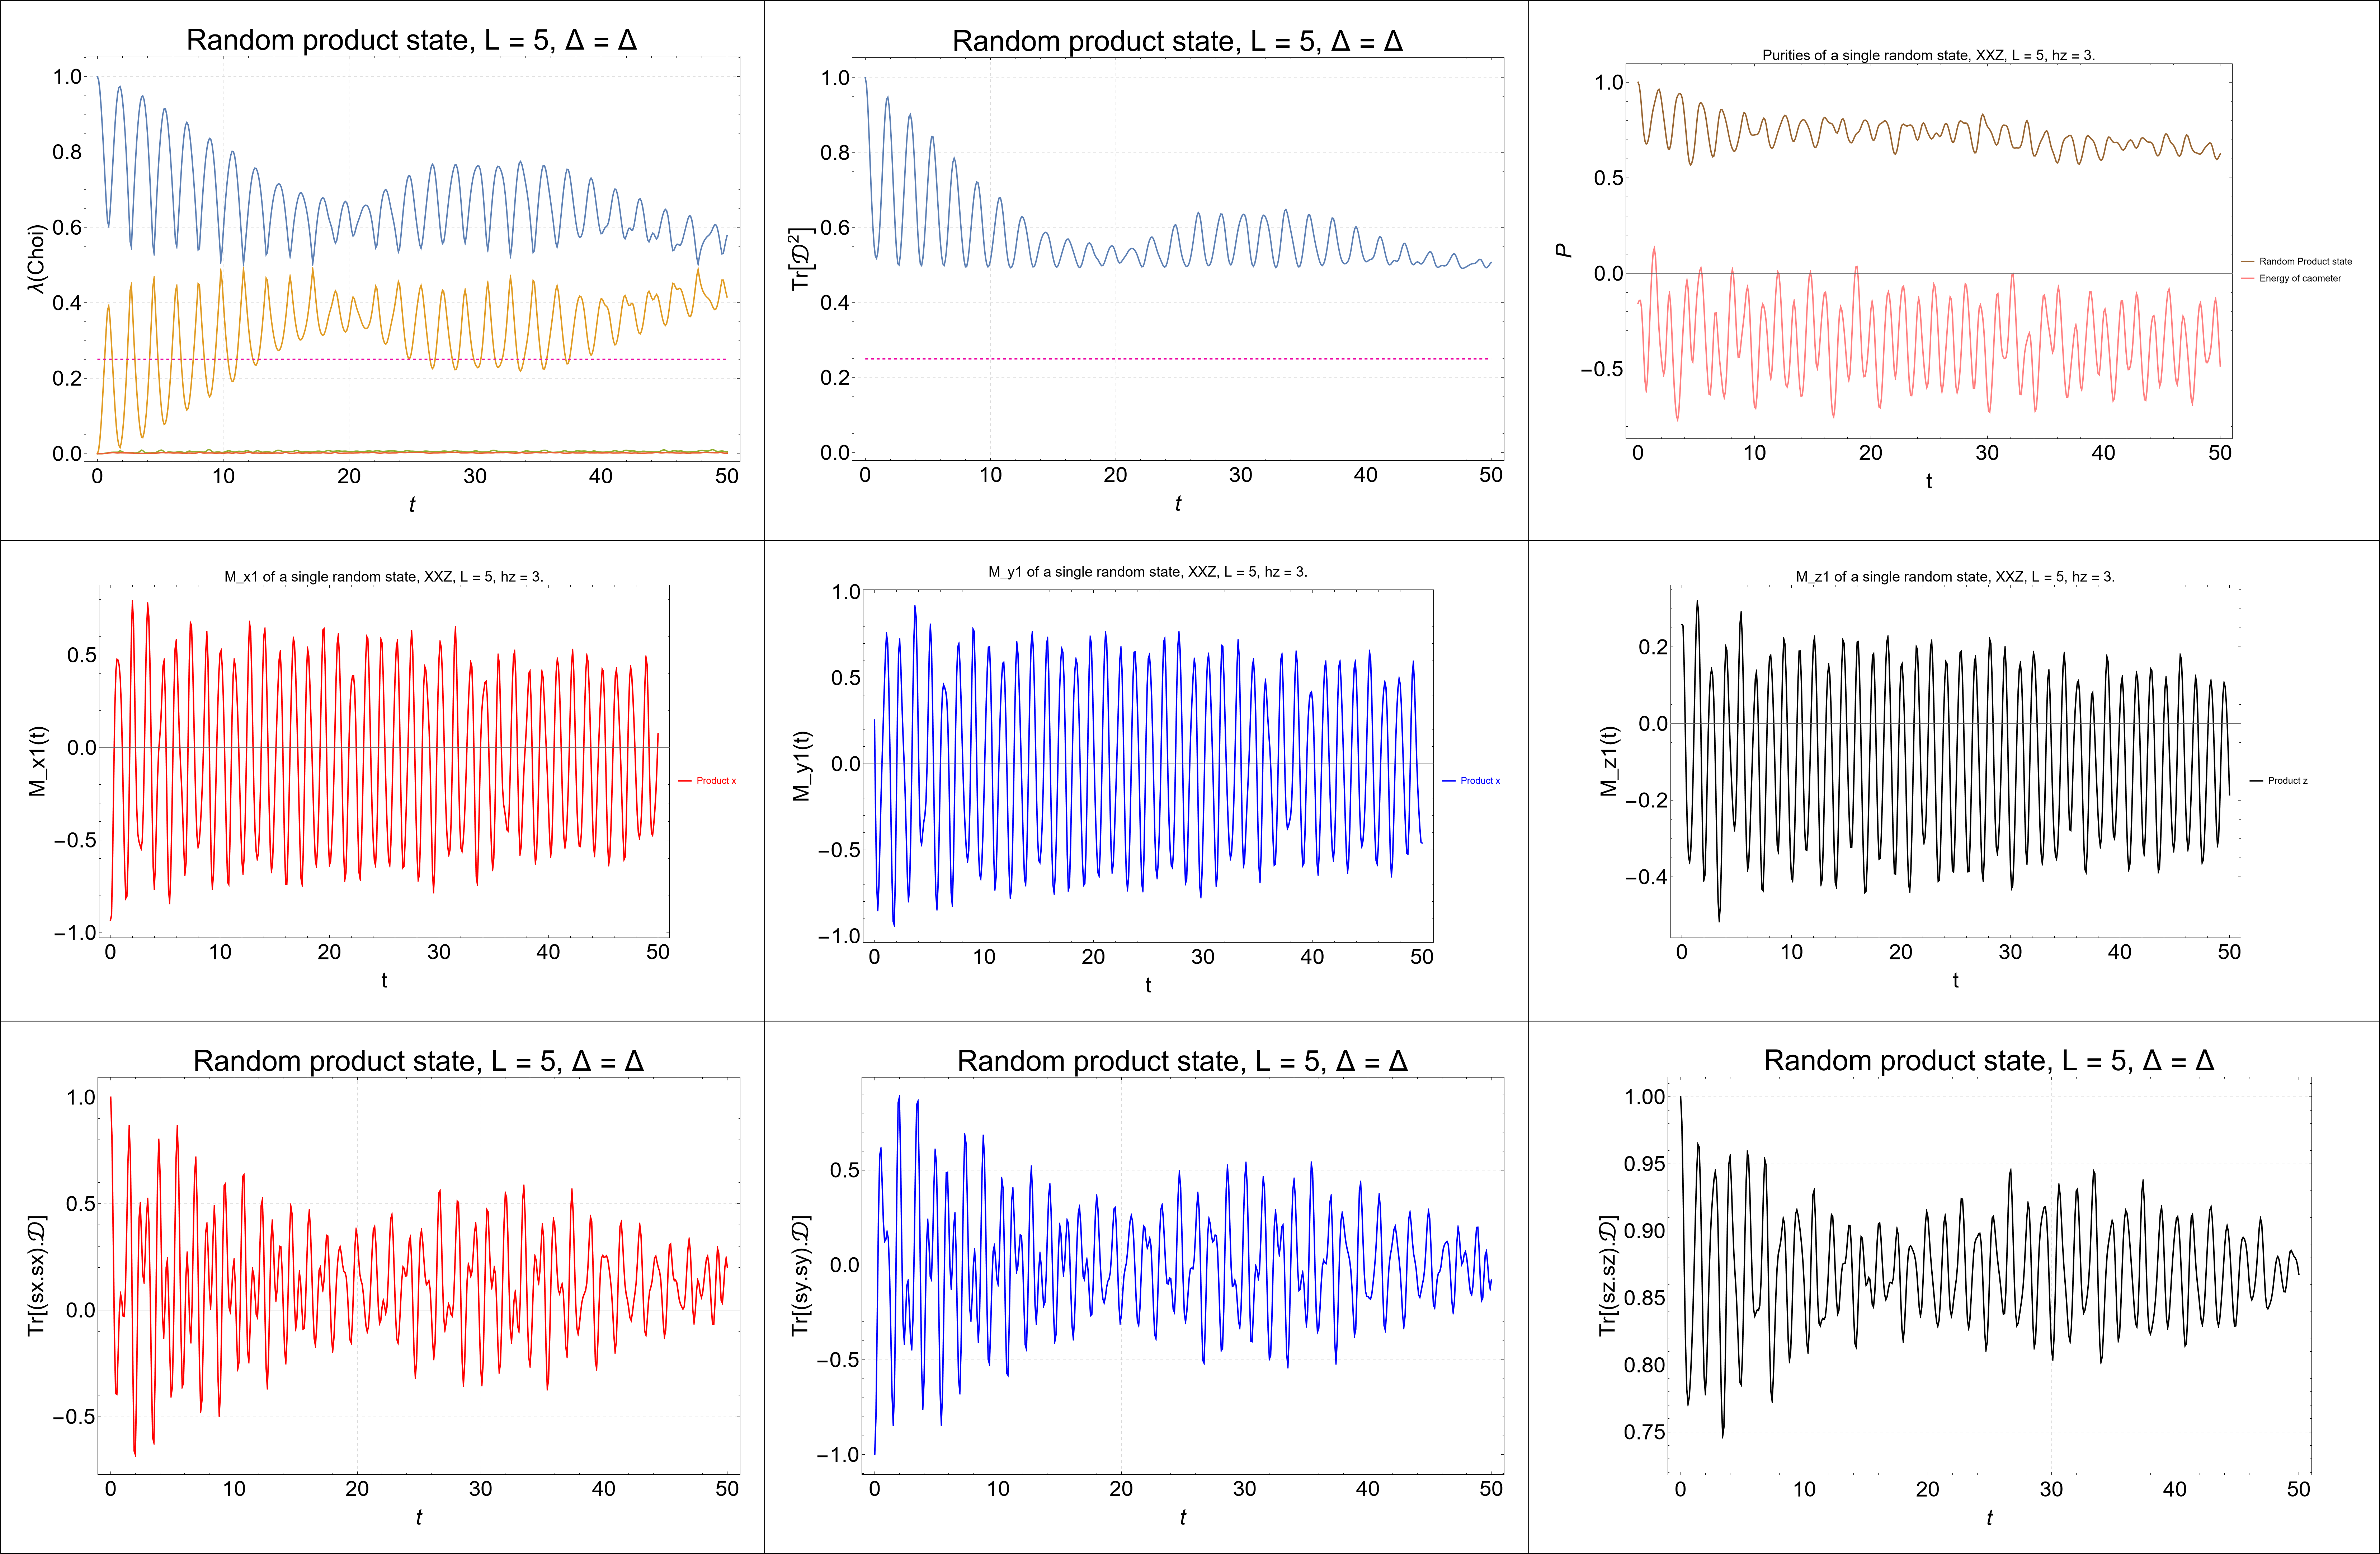 Random product state, L = 5, Δ = Δ
λ(Choi)
1.0
0.8
0.6
0.4
0.2
0.0
0 10 20 30 40 50
t
Random product state, L = 5, Δ = Δ
Tr[𝒟²]
1.0
0.8
0.6
0.4
0.2
0.0
0 10 20 30 40 50
t
Purities of a single random state, XXZ, L = 5, hz = 3.
P
1.0
0.5
0.0
−0.5
0 10 20 30 40 50
t
Random Product state
Energy of caometer
M_x1 of a single random state, XXZ, L = 5, hz = 3.
M_x1(t)
0.5
0.0
−0.5
−1.0
0 10 20 30 40 50
t
Product x
M_y1 of a single random state, XXZ, L = 5, hz = 3.
M_y1(t)
1.0
0.5
0.0
−0.5
−1.0
0 10 20 30 40 50
t
Product x
M_z1 of a single random state, XXZ, L = 5, hz = 3.
M_z1(t)
0.2
0.0
−0.2
−0.4
0 10 20 30 40 50
t
Product z
Random product state, L = 5, Δ = Δ
Tr[(sx.sx).𝒟]
1.0
0.5
0.0
−0.5
0 10 20 30 40 50
t
Random product state, L = 5, Δ = Δ
Tr[(sy.sy).𝒟]
0.5
0.0
−0.5
−1.0
0 10 20 30 40 50
t
Random product state, L = 5, Δ = Δ
Tr[(sz.sz).𝒟]
1.00
0.95
0.90
0.85
0.80
0.75
0 10 20 30 40 50
t